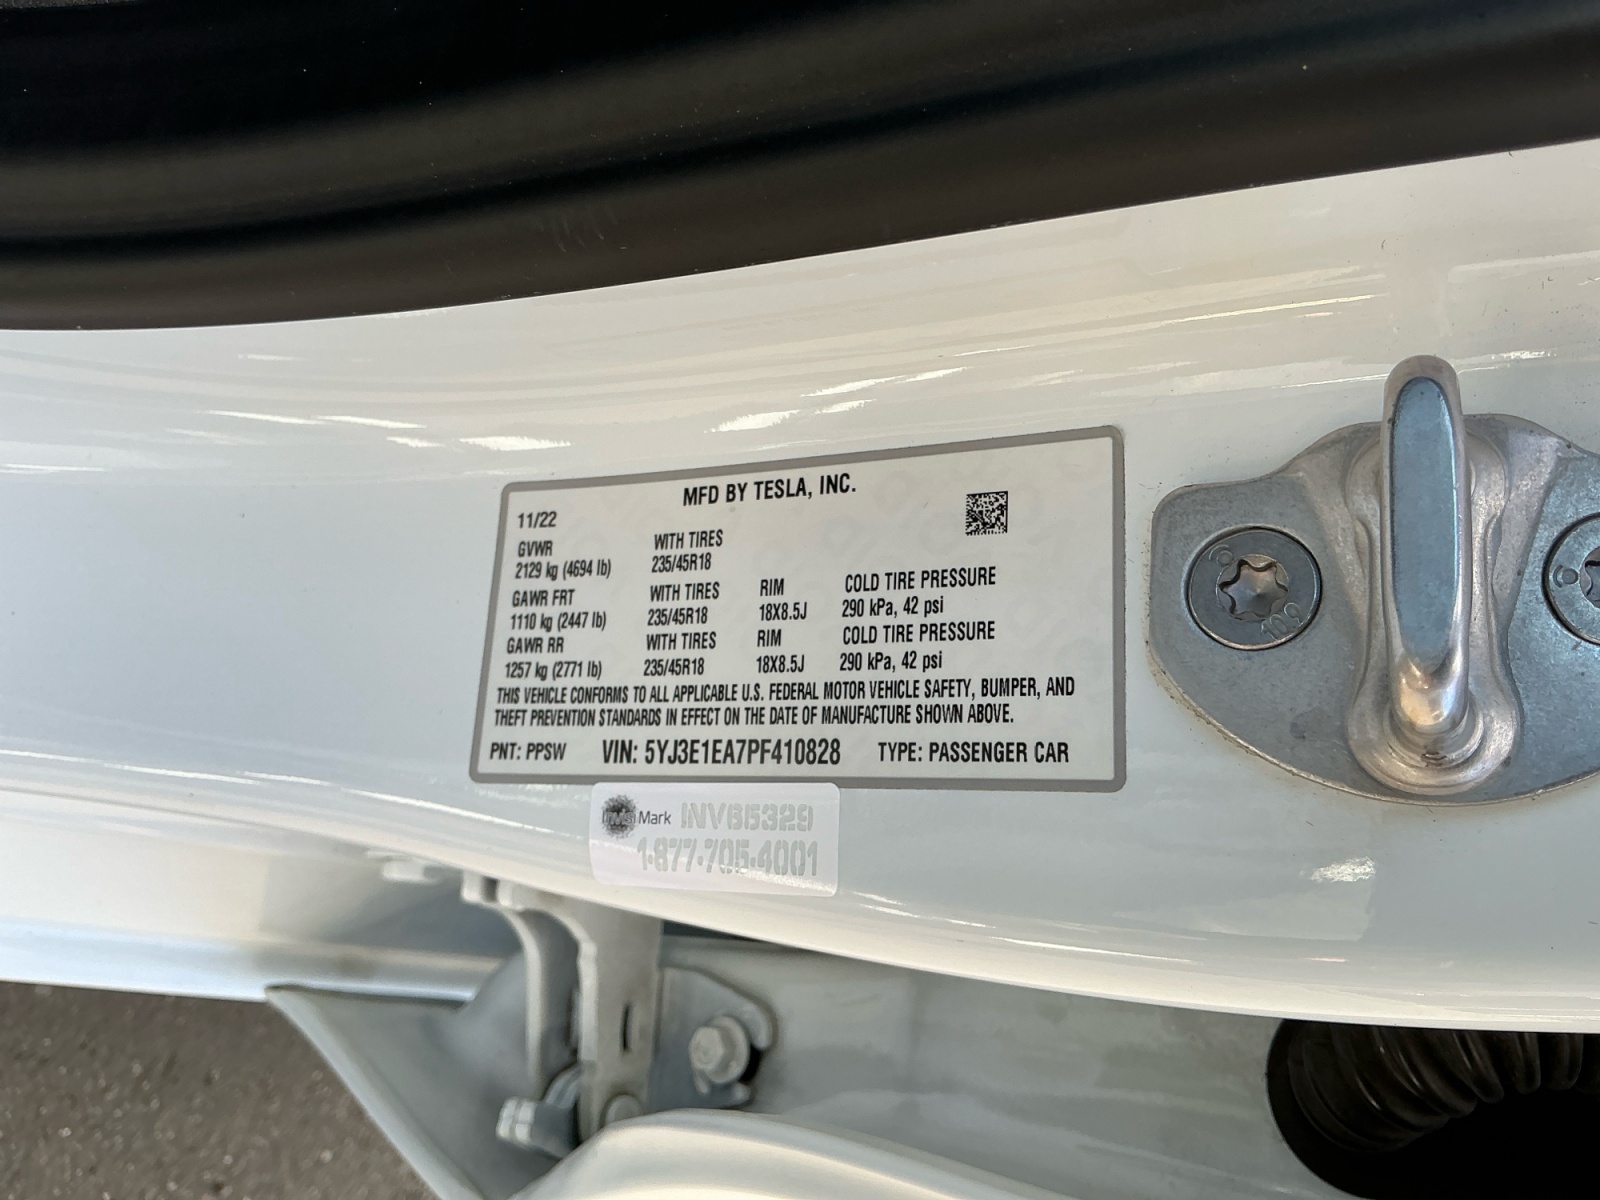 MFD BY TESLA, INC.
11/22
GVWR WITH TIRES
2129 kg (4694 lb) 235/45R18
GAWR FRT WITH TIRES RIM COLD TIRE PRESSURE
1110 kg (2447 lb) 235/45R18 18X8.5J 290 kPa, 42 psi
GAWR RR WITH TIRES RIM COLD TIRE PRESSURE
1257 kg (2771 lb) 235/45R18 18X8.5J 290 kPa, 42 psi
THIS VEHICLE CONFORMS TO ALL APPLICABLE U.S. FEDERAL MOTOR VEHICLE SAFETY, BUMPER, AND
THEFT PREVENTION STANDARDS IN EFFECT ON THE DATE OF MANUFACTURE SHOWN ABOVE.
PNT: PPSW VIN: 5YJ3E1EA7PF410828 TYPE: PASSENGER CAR
Mark INV65329
1-877-705-4001